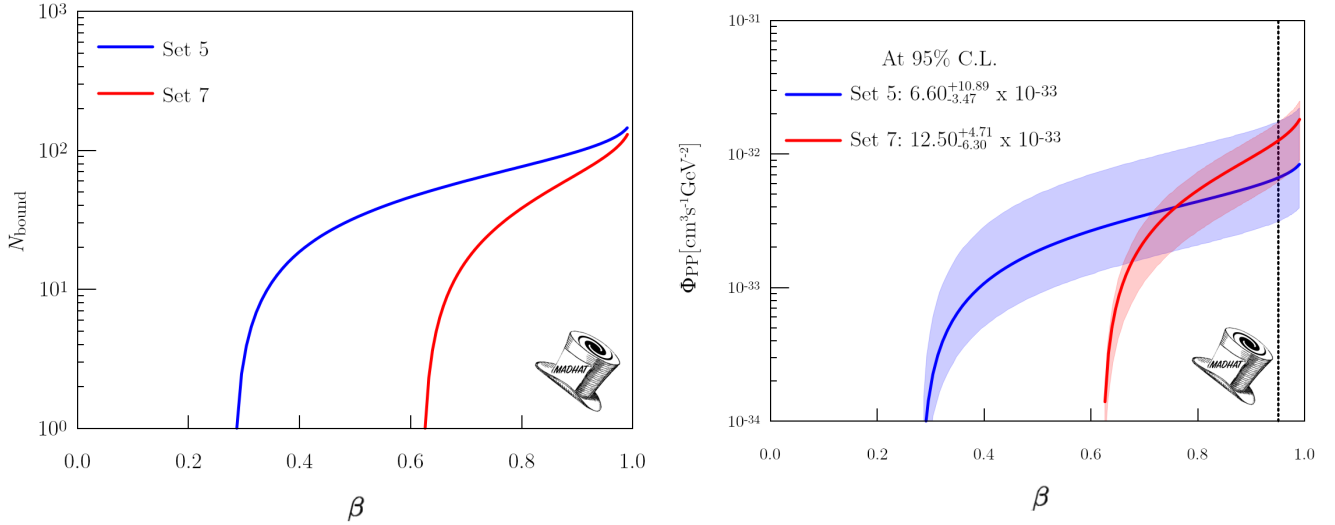 10³
10²
10¹
10⁰
N_bound
Set 5
Set 7
MADHAT
0.0 0.2 0.4 0.6 0.8 1.0
β
10-31
10-32
10-33
10-34
Φ_PP[cm³s-1GeV-2]
At 95% C.L.
Set 5: 6.60+10.89 -3.47 x 10-33
Set 7: 12.50+4.71 -6.30 x 10-33
MADHAT
0.0 0.2 0.4 0.6 0.8 1.0
β